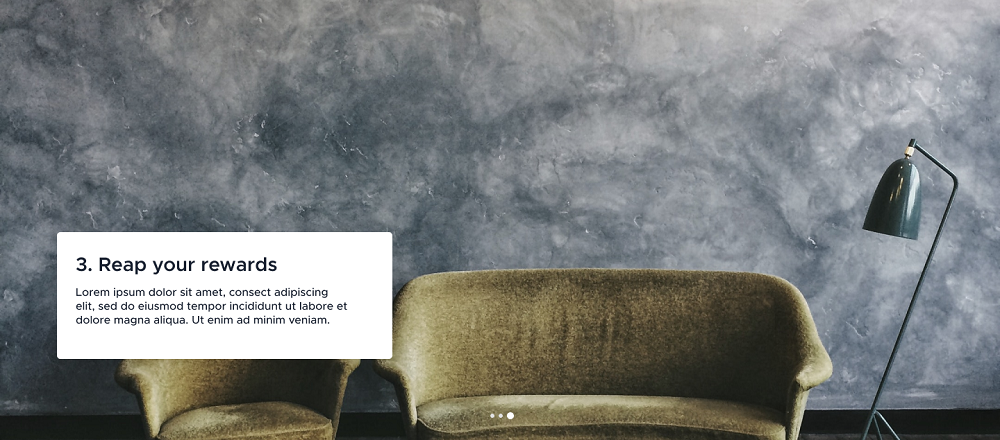 3. Reap your rewards
Lorem ipsum dolor sit amet, consect adipiscing
elit, sed do eiusmod tempor incididunt ut labore et
dolore magna aliqua. Ut enim ad minim veniam.